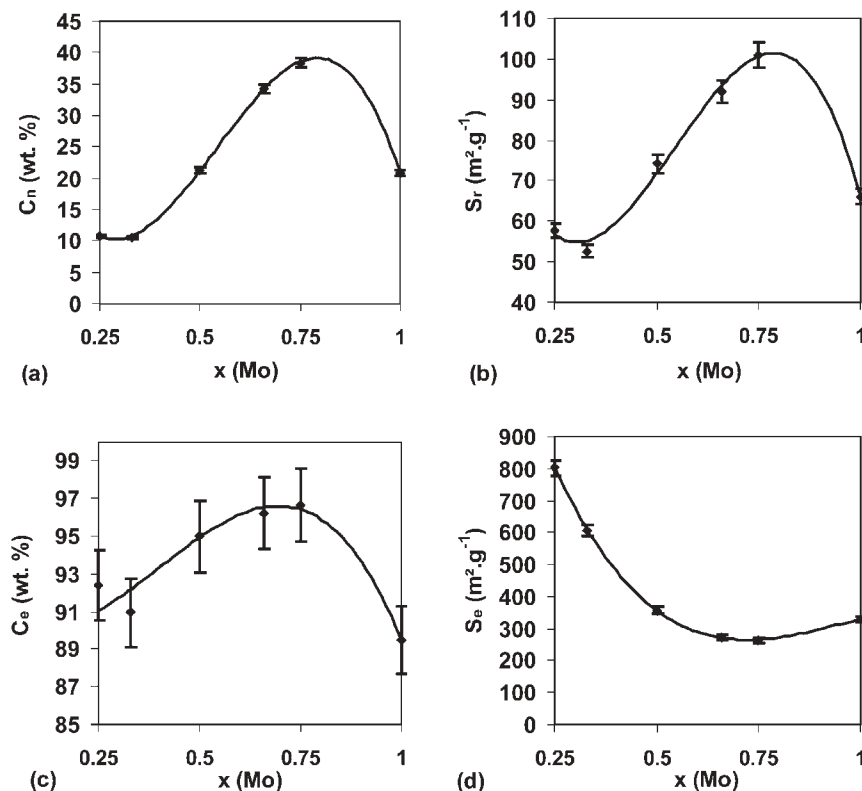 45
40
35
30
25
20
15
10
5
0
Cn (wt. %)
0.25 0.5 0.75 1
x (Mo)
(a)
110
100
90
80
70
60
50
40
Sr (m².g⁻¹)
0.25 0.5 0.75 1
x (Mo)
(b)
99
97
95
93
91
89
87
85
Ce (wt. %)
0.25 0.5 0.75 1
x (Mo)
(c)
900
800
700
600
500
400
300
200
100
0
Se (m².g⁻¹)
0.25 0.5 0.75 1
x (Mo)
(d)